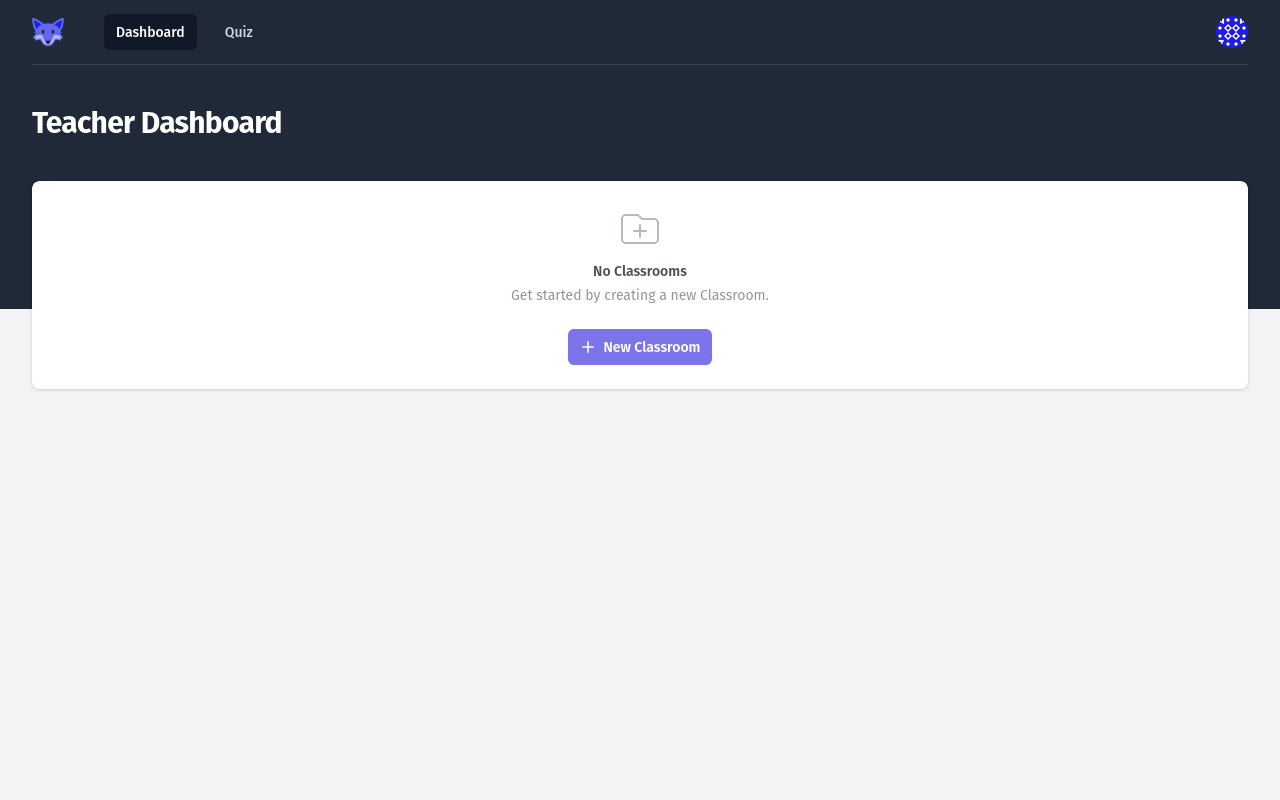 Dashboard
Quiz
Teacher Dashboard
No Classrooms
Get started by creating a new Classroom.
New Classroom